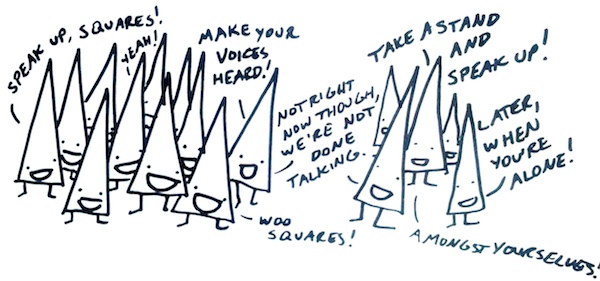 SPEAK UP, SQUARES!
YEAH!
MAKE YOUR
VOICES
HEARD!
NOT RIGHT
NOW THOUGH,
WE'RE NOT
DONE
TALKING.
WOO
SQUARES!
TAKE A STAND
AND
SPEAK UP!
LATER,
WHEN
YOU'RE
ALONE!
AMONGST YOURSELVES!